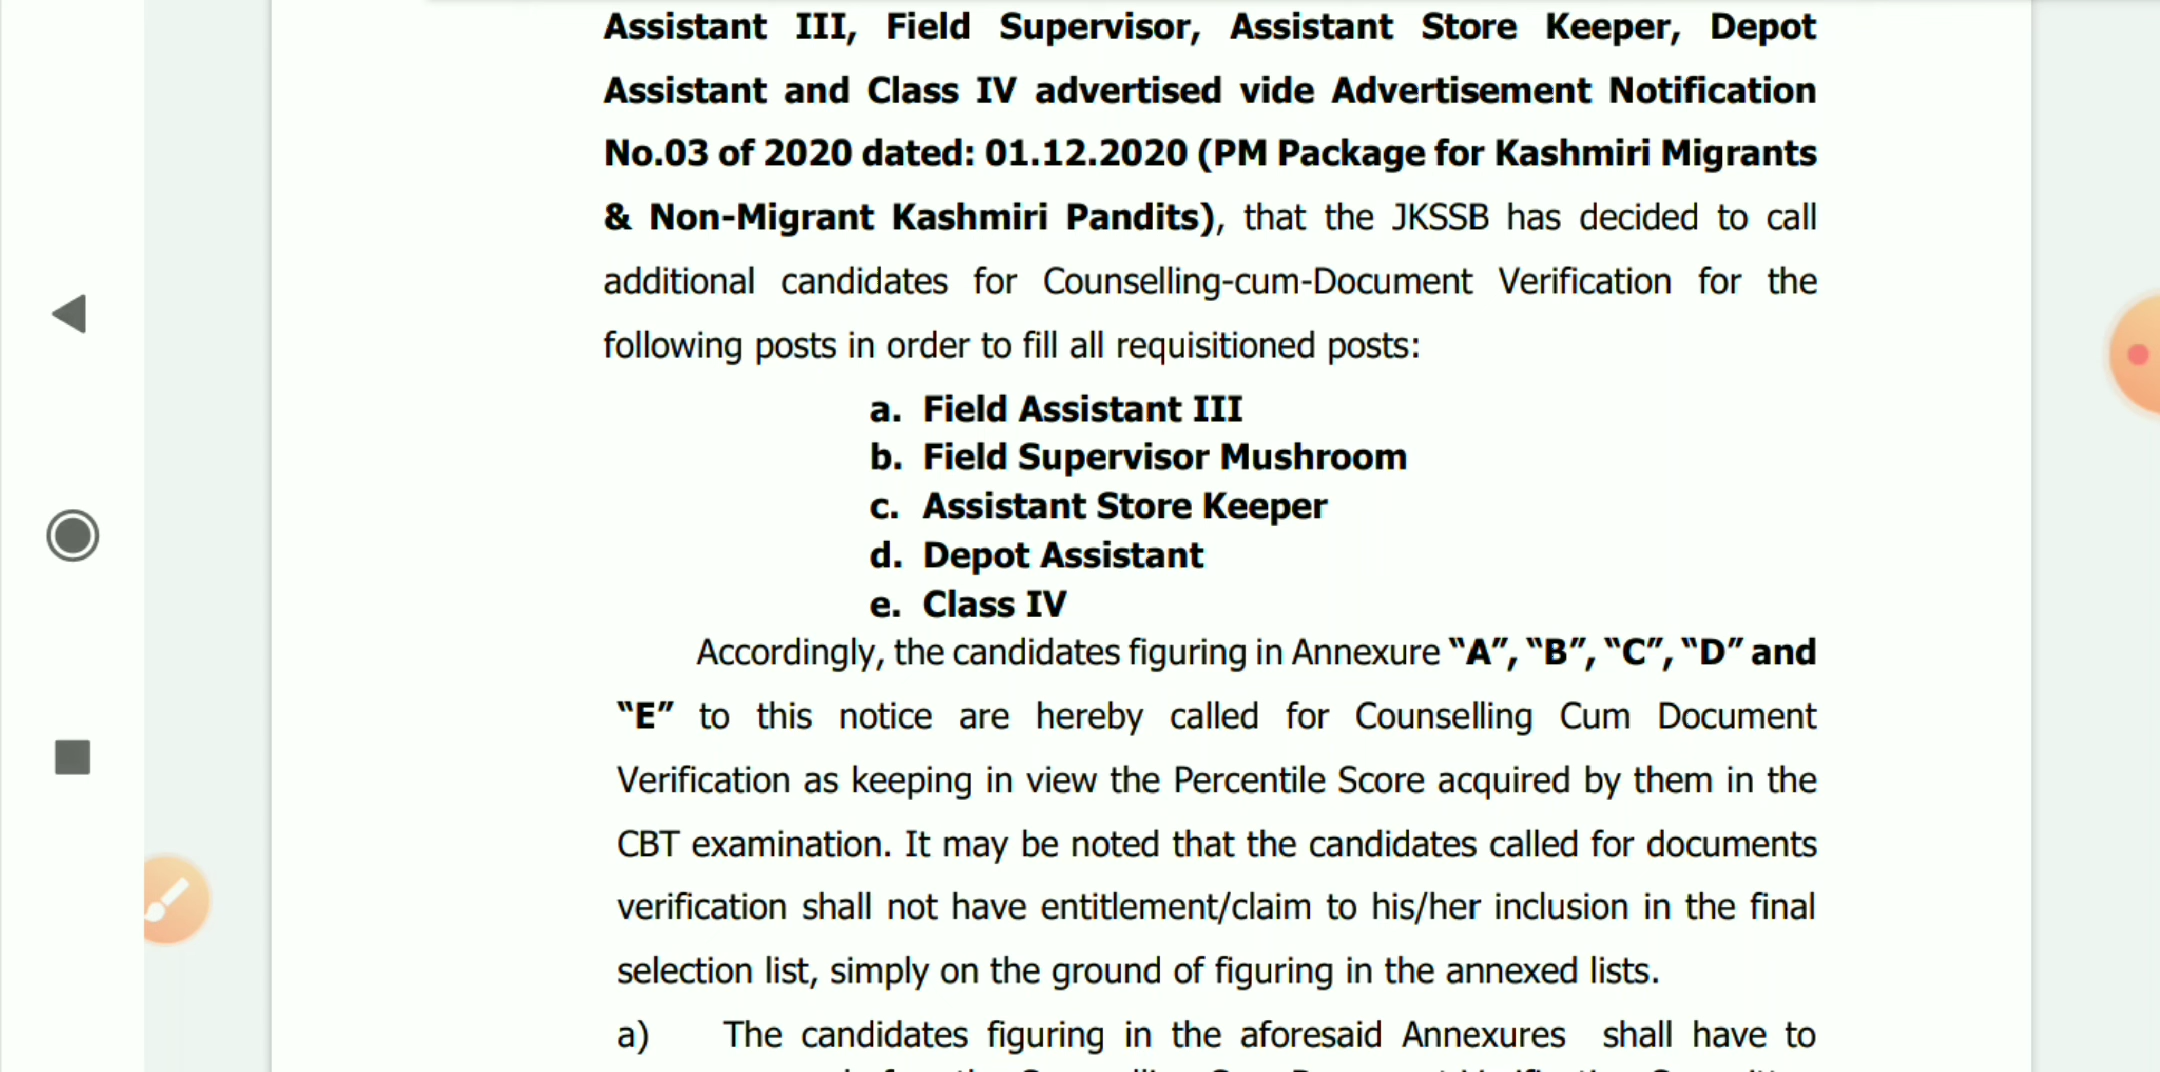 Assistant III, Field Supervisor, Assistant Store Keeper, Depot
Assistant and Class IV advertised vide Advertisement Notification
No.03 of 2020 dated: 01.12.2020 (PM Package for Kashmiri Migrants
& Non-Migrant Kashmiri Pandits), that the JKSSB has decided to call
additional candidates for Counselling-cum-Document Verification for the
following posts in order to fill all requisitioned posts:
a. Field Assistant III
b. Field Supervisor Mushroom
c. Assistant Store Keeper
d. Depot Assistant
e. Class IV
Accordingly, the candidates figuring in Annexure “A”, “B”, “C”, “D” and
“E” to this notice are hereby called for Counselling Cum Document
Verification as keeping in view the Percentile Score acquired by them in the
CBT examination. It may be noted that the candidates called for documents
verification shall not have entitlement/claim to his/her inclusion in the final
selection list, simply on the ground of figuring in the annexed lists.
a) The candidates figuring in the aforesaid Annexures shall have to